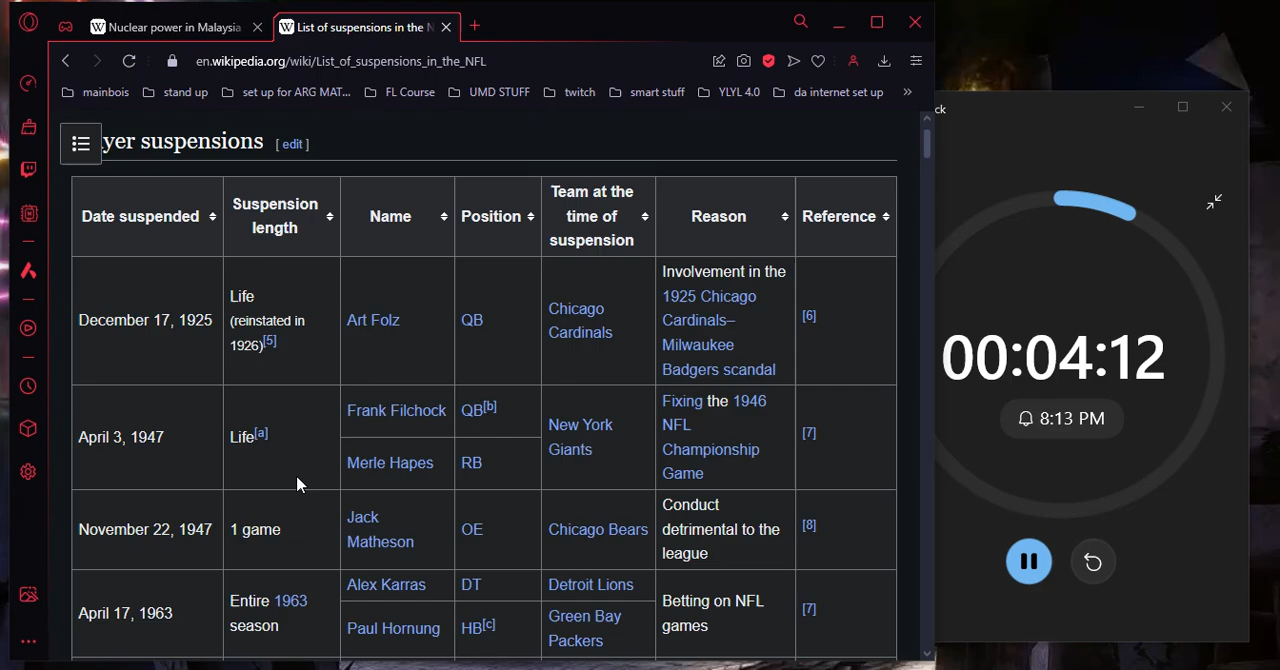 Nuclear power in Malaysia
List of suspensions in the N
en.wikipedia.org/wiki/List_of_suspensions_in_the_NFL
mainbois
stand up
set up for ARG MAT...
FL Course
UMD STUFF
twitch
smart stuff
YLYL 4.0
da internet set up
»
yer suspensions [ edit ]
Date suspended
Suspension
length
Name
Position
Team at the
time of
suspension
Reason
Reference
December 17, 1925
Life
(reinstated in
1926)[5]
Art Folz
QB
Chicago
Cardinals
Involvement in the
1925 Chicago
Cardinals–
Milwaukee
Badgers scandal
[6]
April 3, 1947
Life[a]
Frank Filchock
QB[b]
Merle Hapes
RB
New York
Giants
Fixing the 1946
NFL
Championship
Game
[7]
November 22, 1947
1 game
Jack
Matheson
OE
Chicago Bears
Conduct
detrimental to the
league
[8]
April 17, 1963
Entire 1963
season
Alex Karras
DT
Detroit Lions
Paul Hornung
HB[c]
Green Bay
Packers
Betting on NFL
games
[7]
ck
00:04:12
8:13 PM